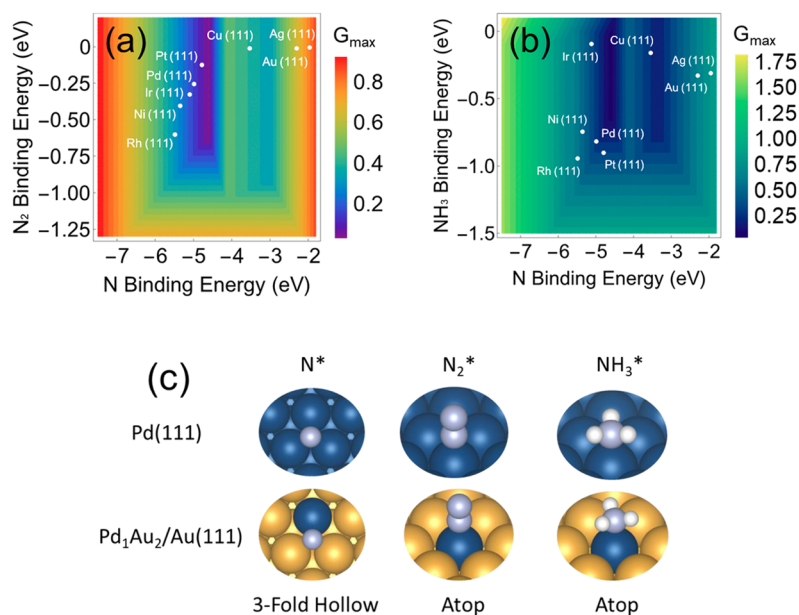 (a)
Cu (111)
Ag (111)
Pt (111)
Au (111)
Pd (111)
Ir (111)
Ni (111)
Rh (111)
N₂ Binding Energy (eV)
0
−0.25
−0.50
−0.75
−1.00
−1.25
−7 −6 −5 −4 −3 −2
N Binding Energy (eV)
Gmax
0.8
0.6
0.4
0.2
(b)
Cu (111)
Ir (111)
Ag (111)
Au (111)
Ni (111)
Pd (111)
Rh (111)
Pt (111)
NH₃ Binding Energy (eV)
0.0
−0.5
−1.0
−1.5
−7 −6 −5 −4 −3 −2
N Binding Energy (eV)
Gmax
1.75
1.50
1.25
1.00
0.75
0.50
0.25
(c)
N* N₂* NH₃*
Pd(111)
Pd₁Au₂/Au(111)
3-Fold Hollow Atop Atop